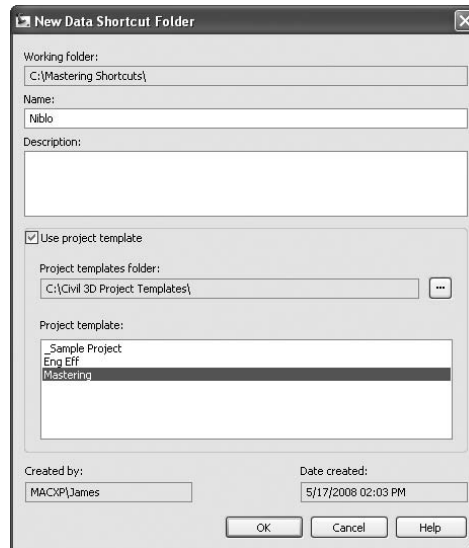 New Data Shortcut Folder
Working folder:
C:\Mastering Shortcuts\
Name:
Niblo
Description:
Use project template
Project templates folder:
C:\Civil 3D Project Templates\
...
Project template:
_Sample Project
Eng Eff
Mastering
Created by:
Date created:
MACXP\James
5/17/2008 02:03 PM
OK
Cancel
Help